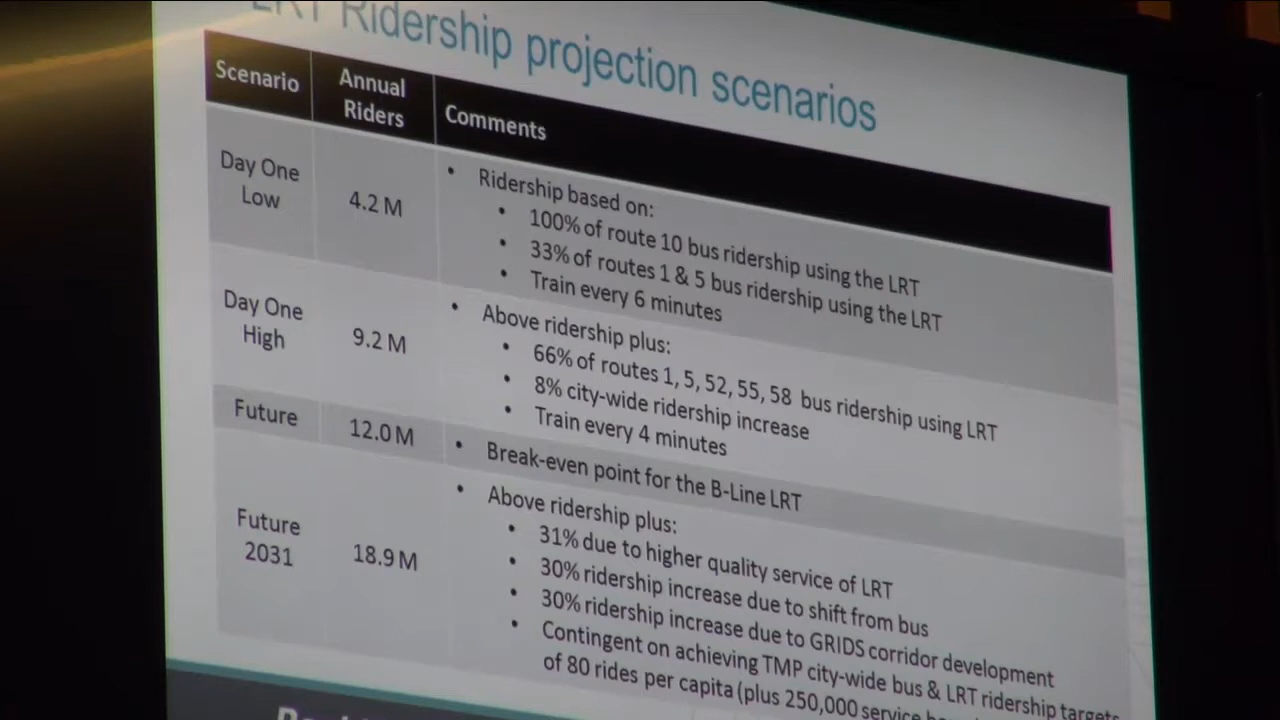 LRT Ridership projection scenarios
Scenario
Annual
Riders
Comments
Day One
Low
4.2 M
• Ridership based on:
• 100% of route 10 bus ridership using the LRT
• 33% of routes 1 & 5 bus ridership using the LRT
• Train every 6 minutes
Day One
High
9.2 M
• Above ridership plus:
• 66% of routes 1, 5, 52, 55, 58 bus ridership using LRT
• 8% city-wide ridership increase
• Train every 4 minutes
Future
12.0 M
• Break-even point for the B-Line LRT
Future
2031
18.9 M
• Above ridership plus:
• 31% due to higher quality service of LRT
• 30% ridership increase due to shift from bus
• 30% ridership increase due to GRIDS corridor development
• Contingent on achieving TMP city-wide bus & LRT ridership targets
of 80 rides per capita (plus 250,000 service